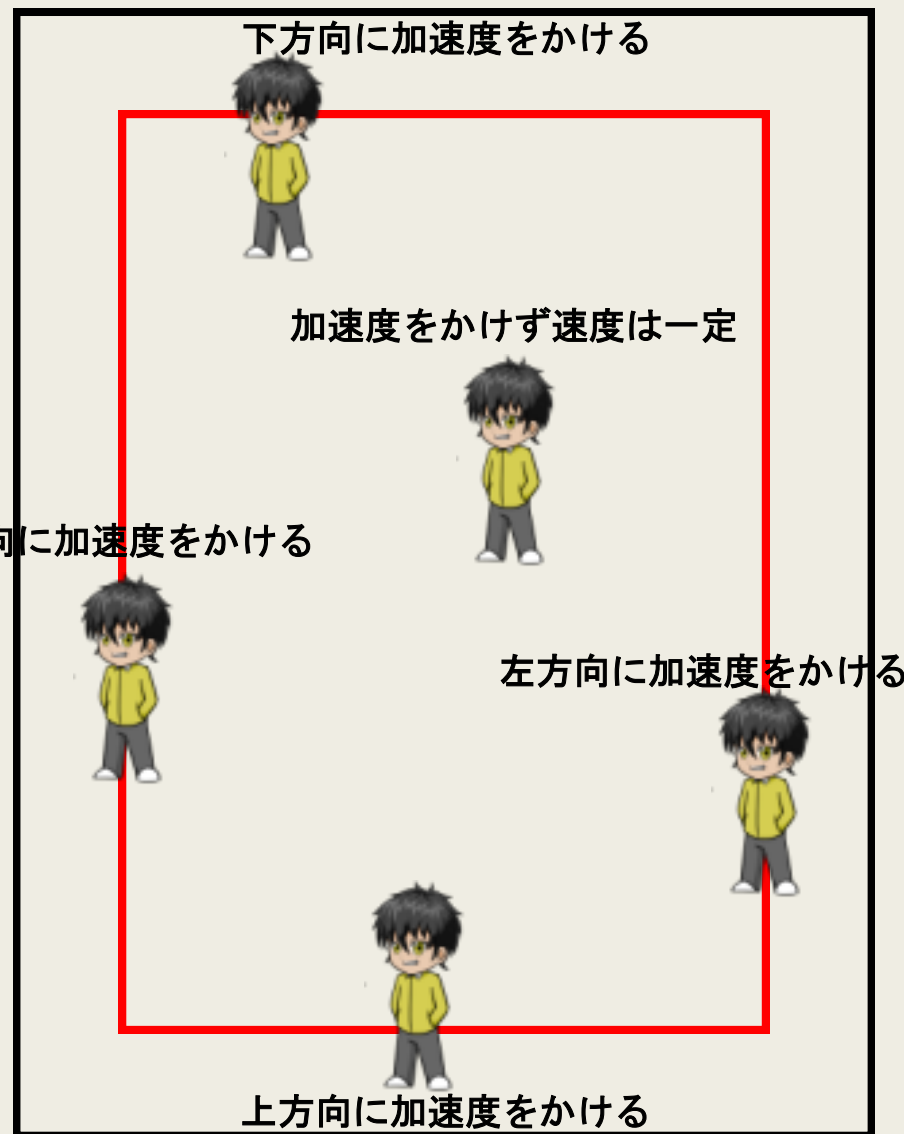 下方向に加速度をかける
加速度をかけず速度は一定
向に加速度をかける
左方向に加速度をかける
上方向に加速度をかける